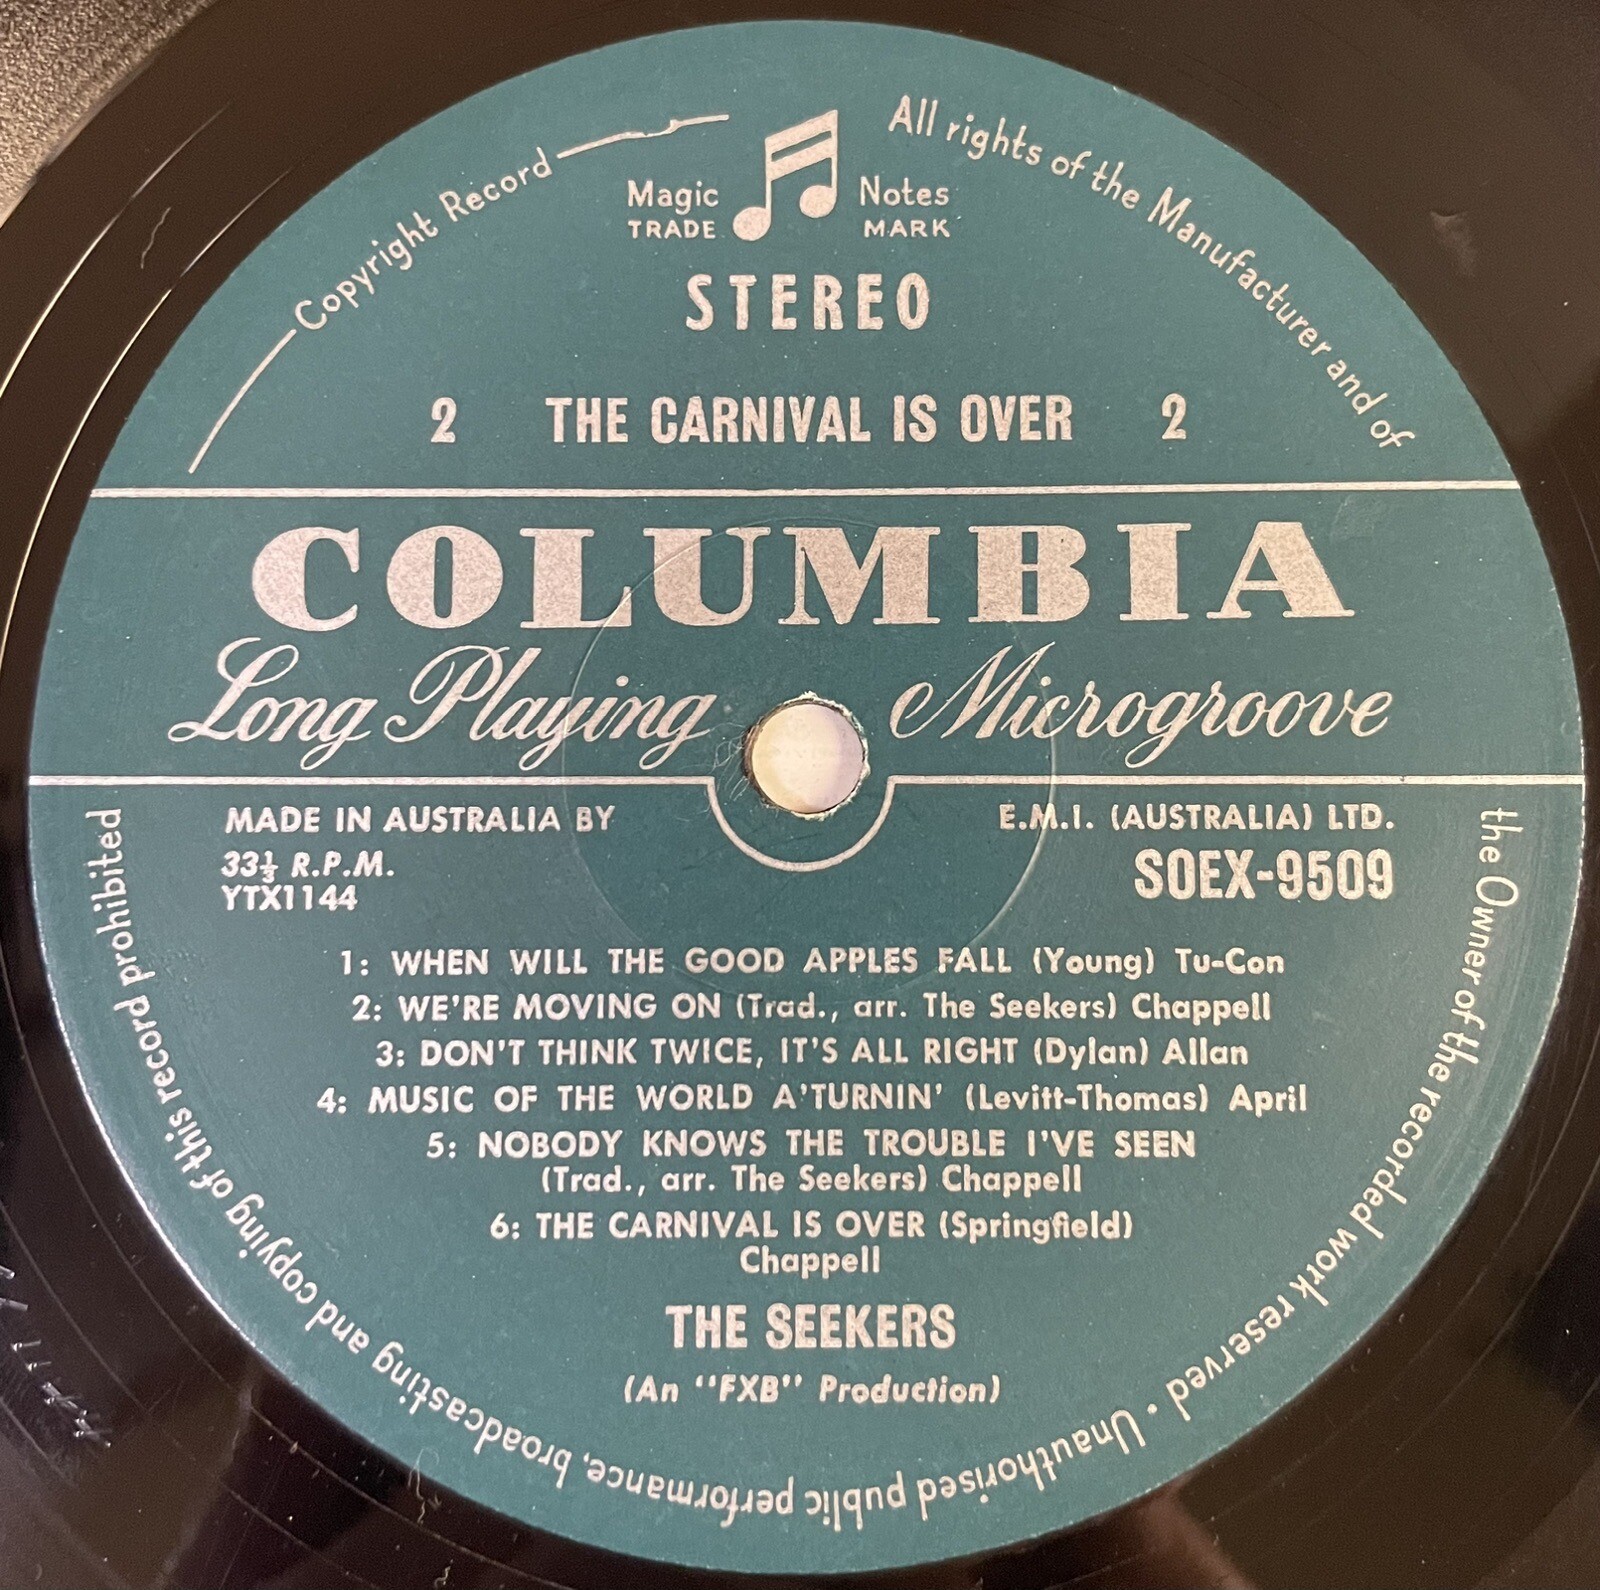 Copyright Record
All rights of the Manufacturer and of
the Owner of the recorded work reserved · Unauthorised public performance, broadcasting and copying of this record prohibited
Magic Notes
TRADE MARK
STEREO
2 THE CARNIVAL IS OVER 2
COLUMBIA
Long Playing Microgroove
MADE IN AUSTRALIA BY E.M.I. (AUSTRALIA) LTD.
33⅓ R.P.M. SOEX-9509
YTX1144
1: WHEN WILL THE GOOD APPLES FALL (Young) Tu-Con
2: WE'RE MOVING ON (Trad., arr. The Seekers) Chappell
3: DON'T THINK TWICE, IT'S ALL RIGHT (Dylan) Allan
4: MUSIC OF THE WORLD A'TURNIN' (Levitt-Thomas) April
5: NOBODY KNOWS THE TROUBLE I'VE SEEN
(Trad., arr. The Seekers) Chappell
6: THE CARNIVAL IS OVER (Springfield)
Chappell
THE SEEKERS
(An "FXB" Production)